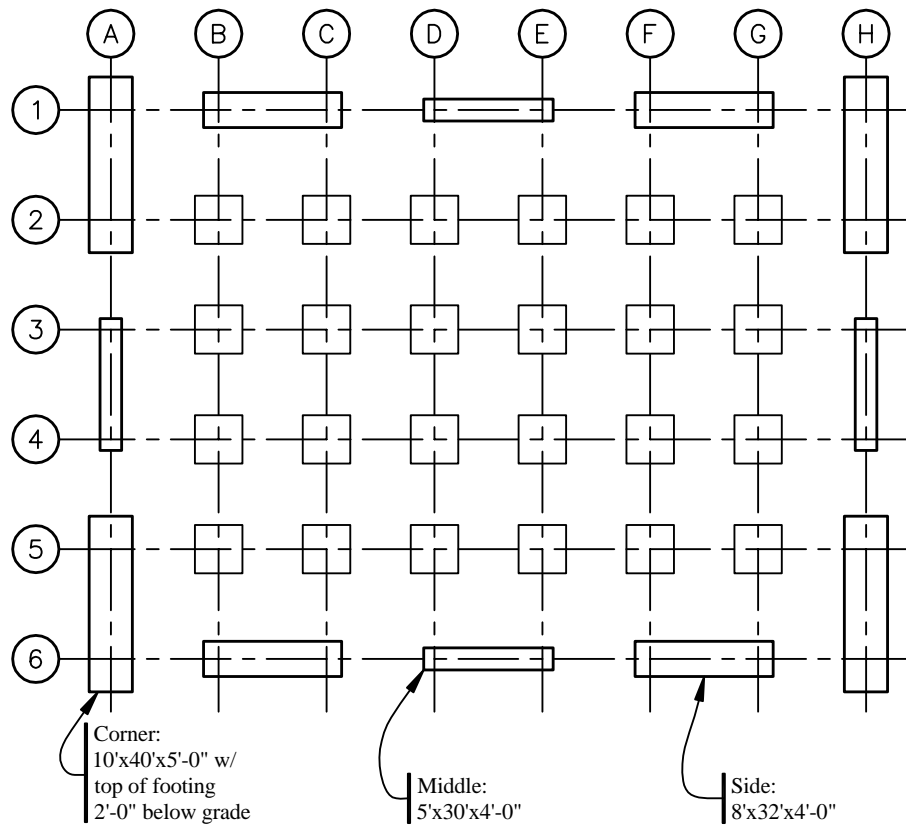 A B C D E F G H
1
2
3
4
5
6
Corner:
10'x40'x5'-0" w/
top of footing
2'-0" below grade
Middle:
5'x30'x4'-0"
Side:
8'x32'x4'-0"